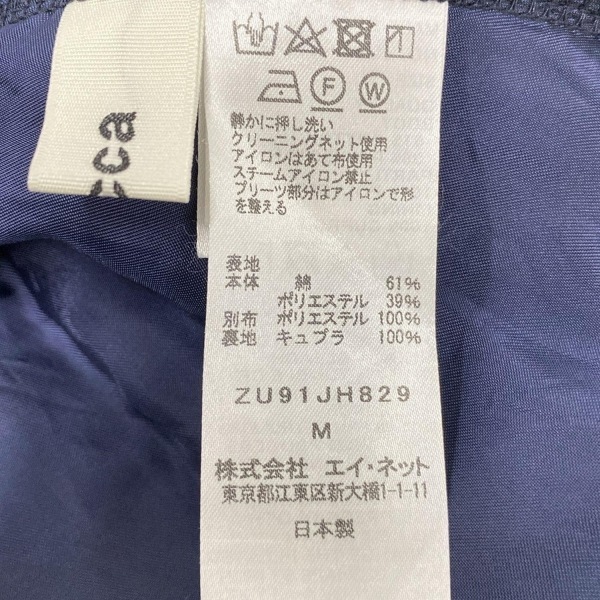 cca
F W
静かに押し洗い
クリーニングネット使用
アイロンはあて布使用
スチームアイロン禁止
プリーツ部分はアイロンで形
を整える
表地
本体 綿 61%
ポリエステル 39%
別布 ポリエステル 100%
裏地 キュプラ 100%
ZU91JH829
M
株式会社 エイ・ネット
東京都江東区新大橋1-1-11
日本製